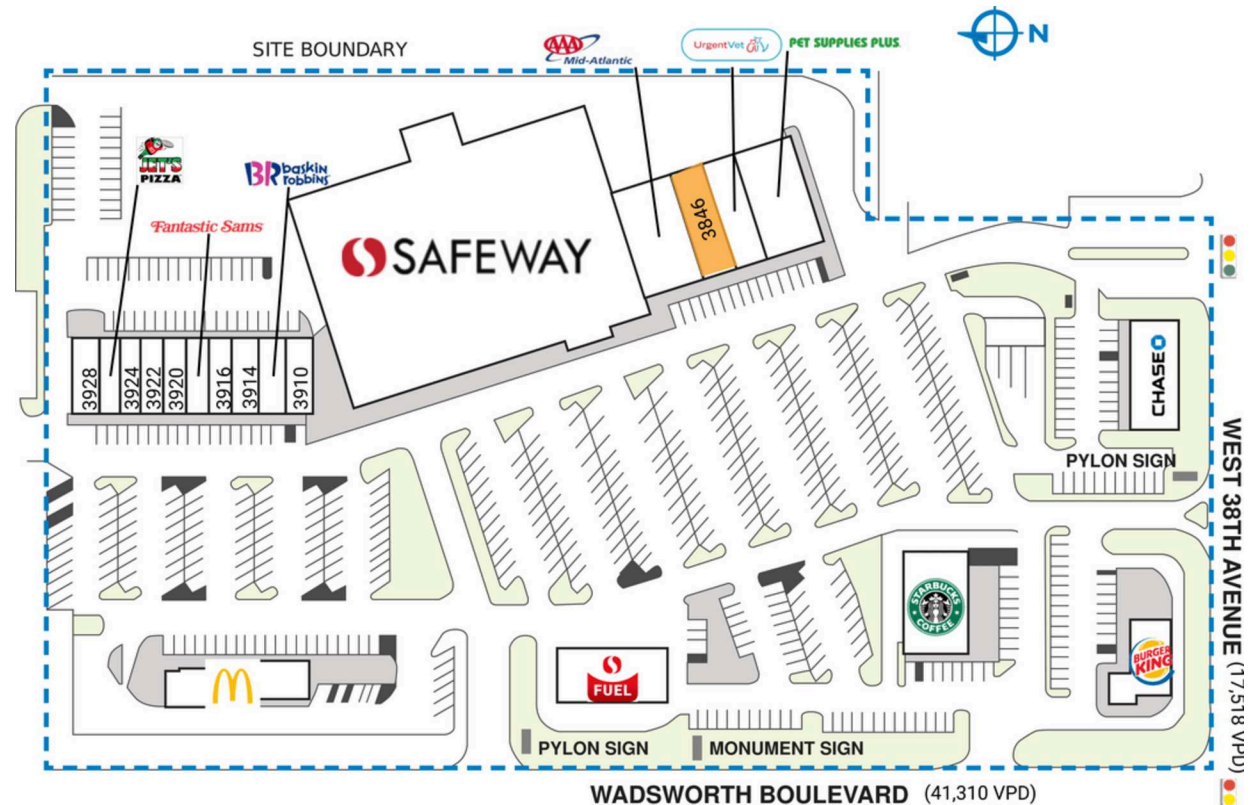 SITE BOUNDARY
AAA
Mid-Atlantic
UrgentVet
PET SUPPLIES PLUS
N
JET'S
PIZZA
BR baskin
robbins
Fantastic Sams
3846
SAFEWAY
3928
3924
3922
3920
3916
3914
3910
CHASE
PYLON SIGN
WEST 38TH AVENUE (17,518 VPD)
STARBUCKS
COFFEE
BURGER
KING
FUEL
PYLON SIGN
MONUMENT SIGN
WADSWORTH BOULEVARD (41,310 VPD)